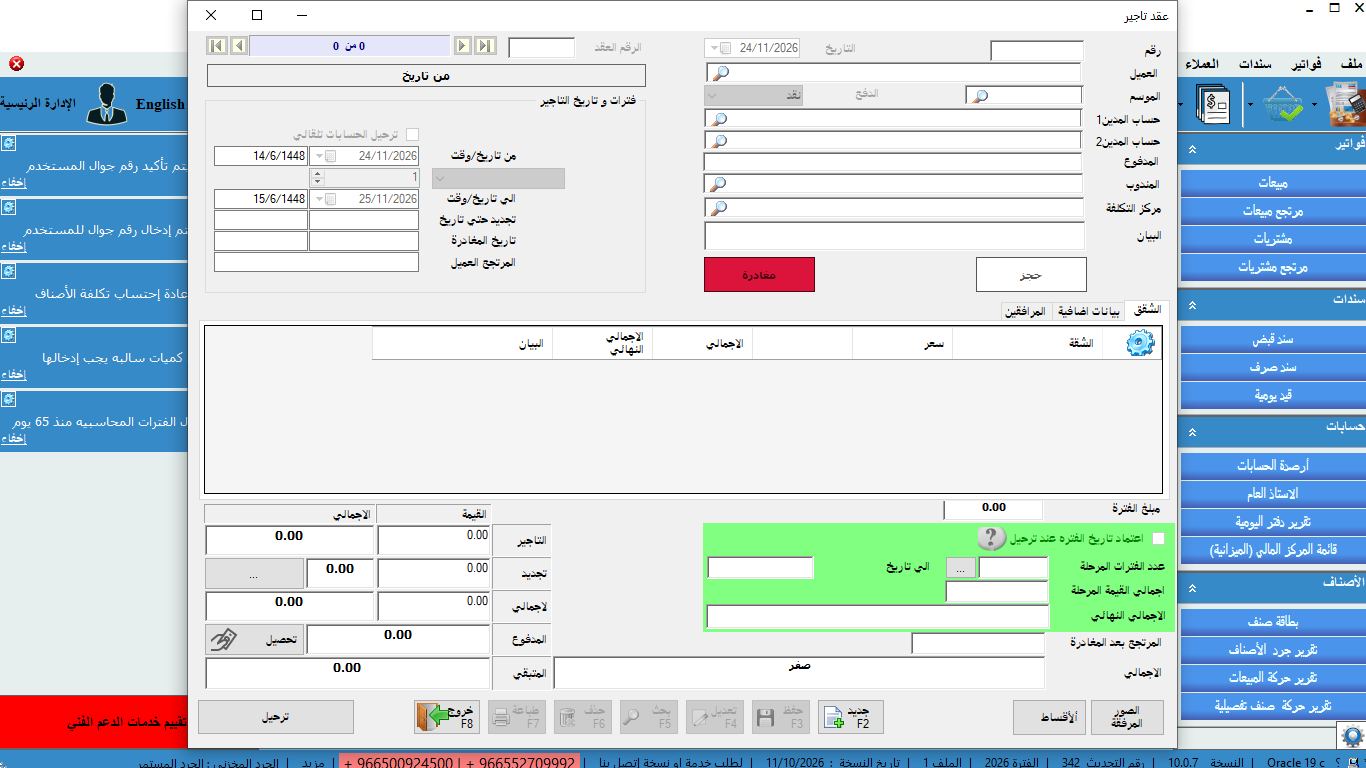 عقد تاجير
ملف
فواتير
سندات
العملاء
English
الإدارة الرئيسية
رقم
التاريخ
24/11/2026
الرقم العقد
0 من 0
العميل
من تاريخ
الموسم
الدفع
نقد
فترات و تاريخ التاجير
حساب المدين1
ترحيل الحسابات تلقائي
حساب المدين2
من تاريخ/وقت
24/11/2026
14/6/1448
المدفوع
1
المندوب
الي تاريخ/وقت
25/11/2026
15/6/1448
مركز التكلفة
تجديد حتي تاريخ
البيان
تاريخ المغادرة
المرتجع العميل
حجز
مغادرة
الشقق
بيانات اضافية
المرافقين
الشقة
سعر
الاجمالي
الاجمالي النهائي
البيان
مبلغ الفترة
0.00
القيمة
الاجمالي
اعتماد تاريخ الفتره عند ترحيل
التاجير
0.00
0.00
عدد الفترات المرحلة
...
الي تاريخ
تجديد
0.00
0.00
...
اجمالي القيمة المرحلة
لاجمالي
0.00
0.00
الاجمالي النهائي
المرتجع بعد المغادرة
المدفوع
0.00
تحصيل
الاجمالي
صفر
المتبقي
0.00
الصور المرفقة
الأقساط
جديد F2
حفظ F3
تعديل F4
بحث F5
حذف F6
طباعة F7
خروج F8
ترحيل
فواتير
مبيعات
مرتجع مبيعات
مشتريات
مرتجع مشتريات
سندات
سند قبض
سند صرف
قيد يومية
حسابات
أرصدة الحسابات
الاستاذ العام
تقرير دفتر اليومية
قائمة المركز المالي (الميزانية)
الأصناف
بطاقة صنف
تقرير جرد الأصناف
تقرير حركة المبيعات
تقرير حركة صنف تفصيلية
تم تأكيد رقم جوال المستخدم
إخفاء
تم إدخال رقم جوال للمستخدم
إخفاء
عادة إحتساب تكلفة الأصناف
إخفاء
كميات سالبه يجب إدخالها
إخفاء
ل الفترات المحاسبيه منذ 65 يوم
إخفاء
تقييم خدمات الدعم الفني
؟ | Oracle 19 c | النسخة 10.0.7 | رقم التحديث 342 | الفترة 2026 | الملف 1 | تاريخ النسخة : 11/10/2026 | لطلب خدمة او نسخة إتصل بنا | + 966552709992 | + 966500924500 | مزيد | الجرد المخزني : الجرد المستمر